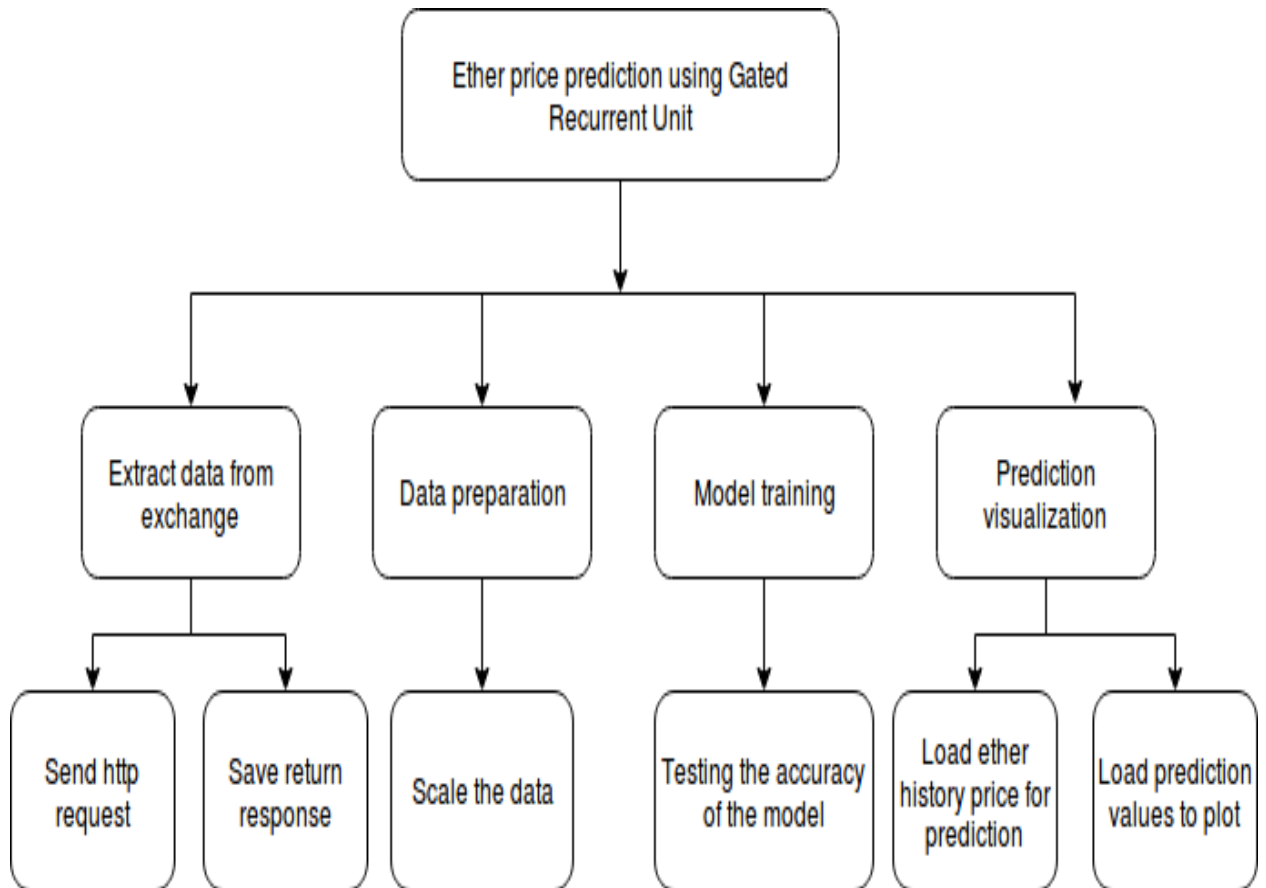 Ether price prediction using Gated
Recurrent Unit
Extract data from
exchange
Data preparation
Model training
Prediction
visualization
Send http
request
Save return
response
Scale the data
Testing the accuracy
of the model
Load ether
history price for
prediction
Load prediction
values to plot